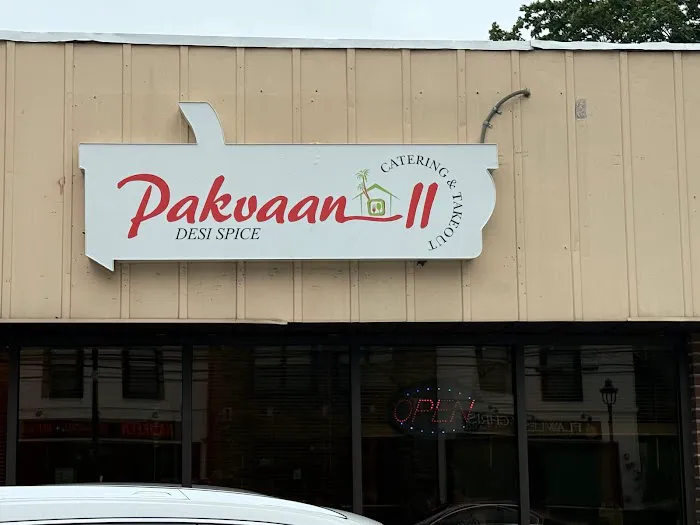 Pakvaan II
DESI SPICE
CATERING & TAKEOUT
OPEN